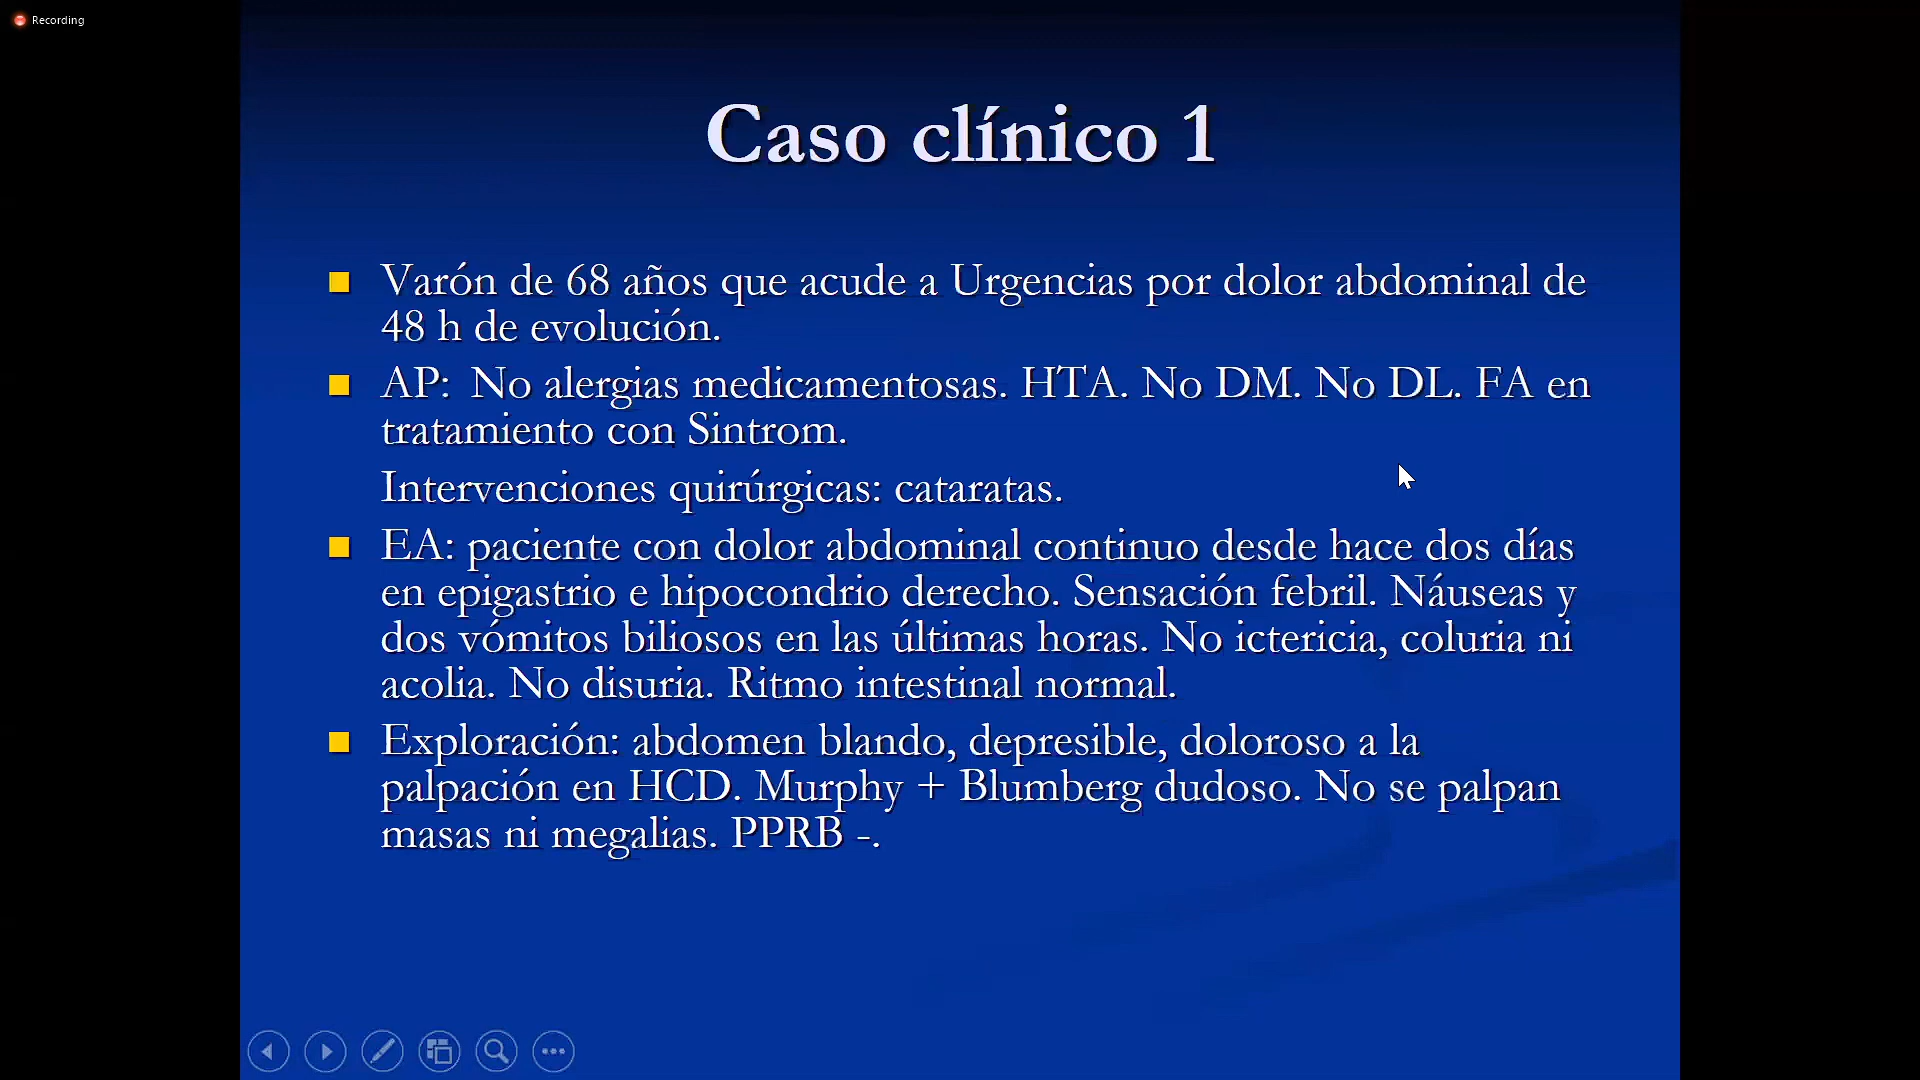 Recording
Caso clínico 1
Varón de 68 años que acude a Urgencias por dolor abdominal de
48 h de evolución.
AP: No alergias medicamentosas. HTA. No DM. No DL. FA en
tratamiento con Sintrom.
Intervenciones quirúrgicas: cataratas.
EA: paciente con dolor abdominal continuo desde hace dos días
en epigastrio e hipocondrio derecho. Sensación febril. Náuseas y
dos vómitos biliosos en las últimas horas. No ictericia, coluria ni
acolia. No disuria. Ritmo intestinal normal.
Exploración: abdomen blando, depresible, doloroso a la
palpación en HCD. Murphy + Blumberg dudoso. No se palpan
masas ni megalias. PPRB -.